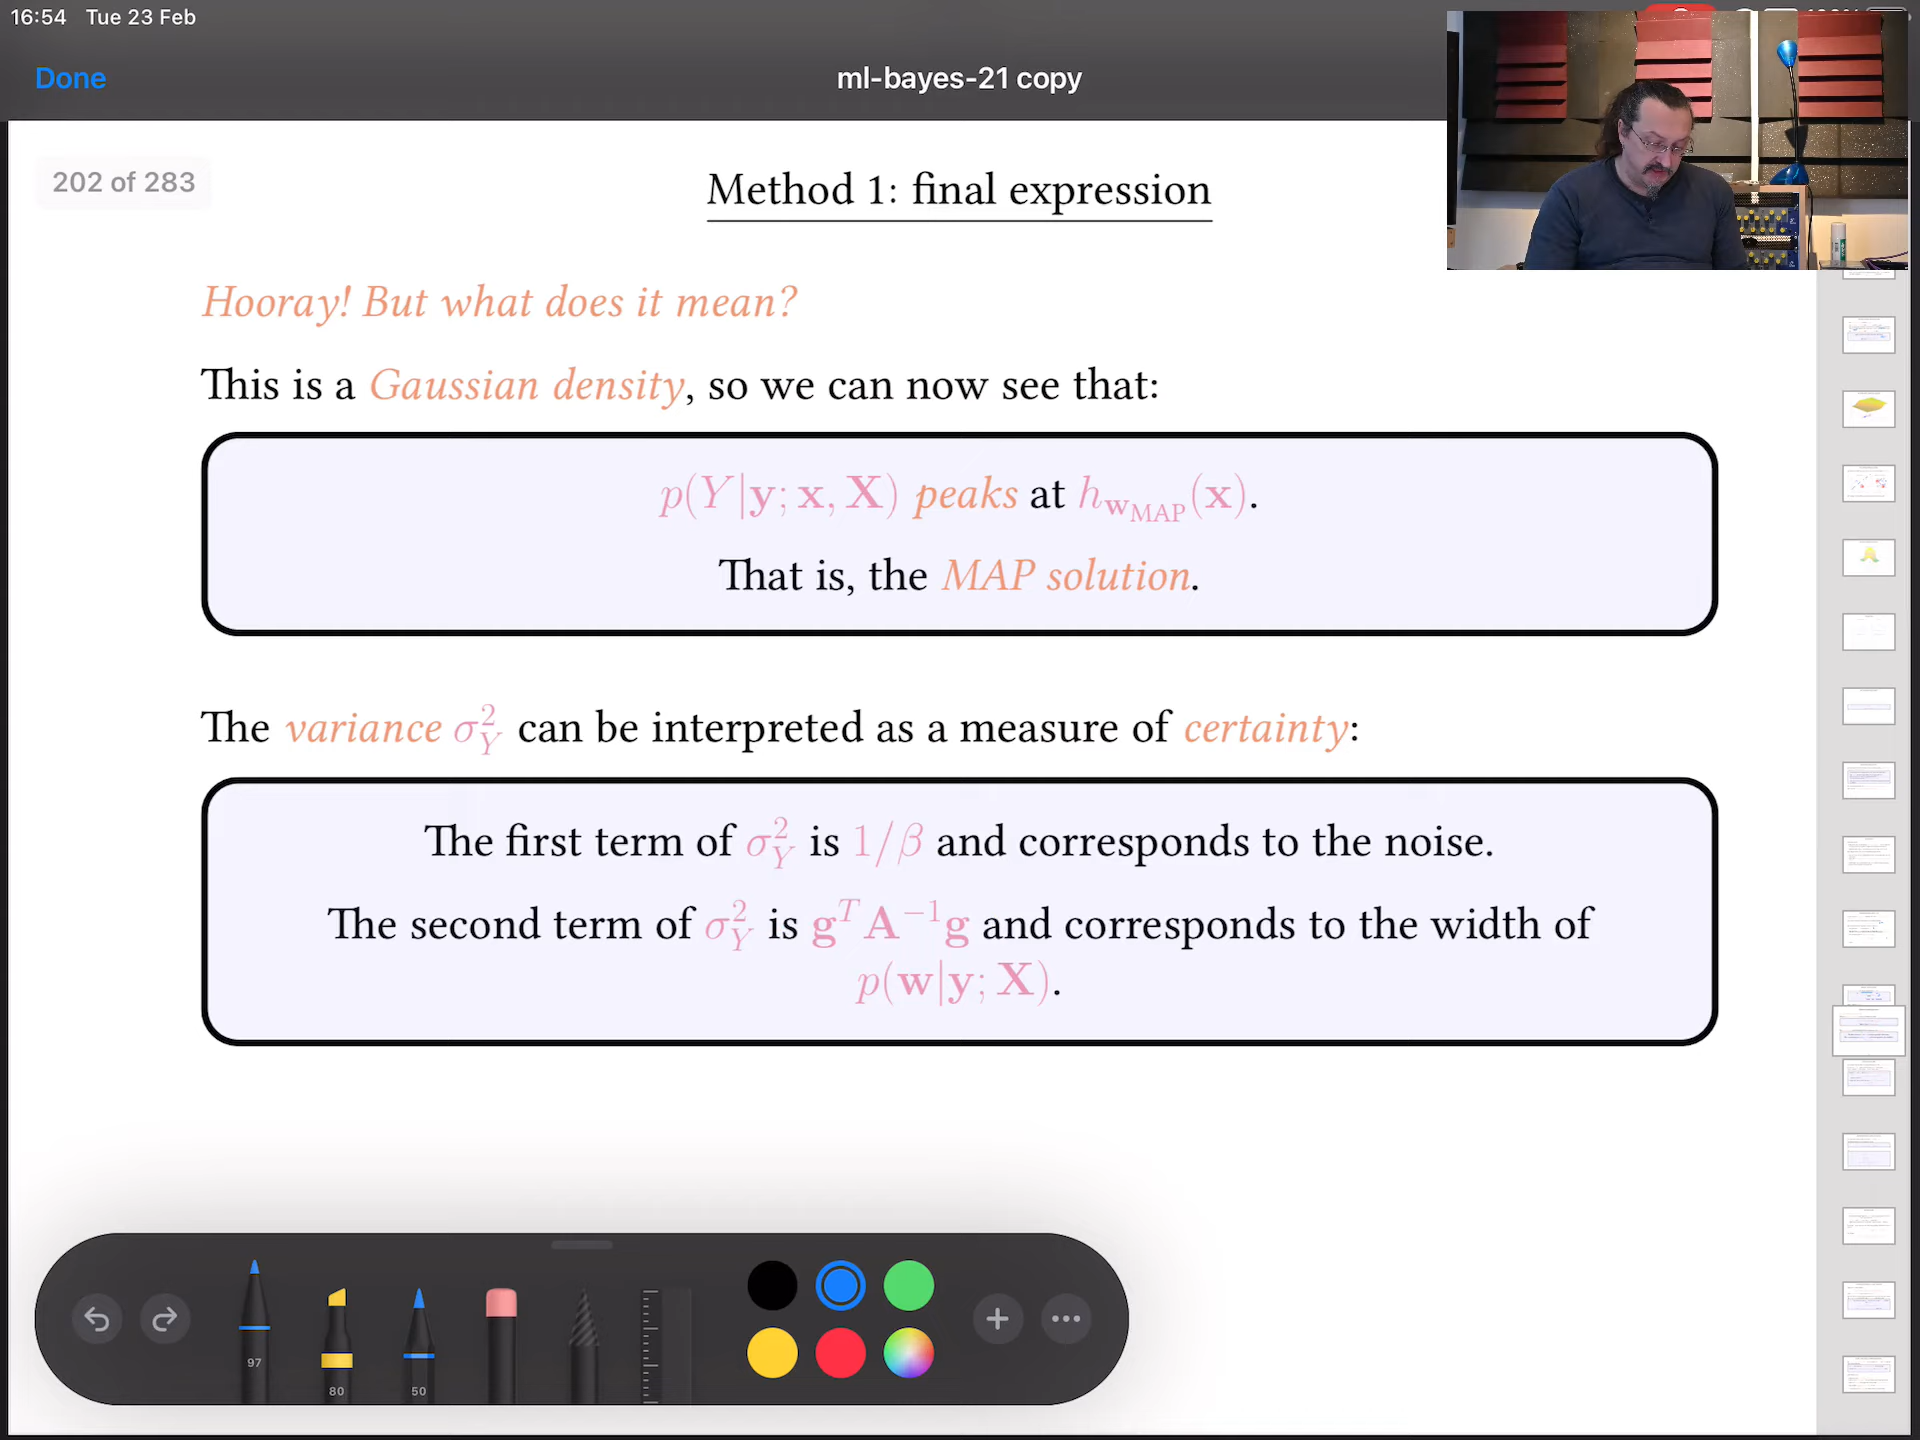 16:54 Tue 23 Feb
Done
ml-bayes-21 copy
202 of 283
Method 1: final expression
Hooray! But what does it mean?
This is a Gaussian density, so we can now see that:
p(Y|y; x, X) peaks at h_{w_{MAP}}(x).
That is, the MAP solution.
The variance σ_Y^2 can be interpreted as a measure of certainty:
The first term of σ_Y^2 is 1/β and corresponds to the noise.
The second term of σ_Y^2 is g^T A^{-1} g and corresponds to the width of
p(w|y; X).
97
80
50